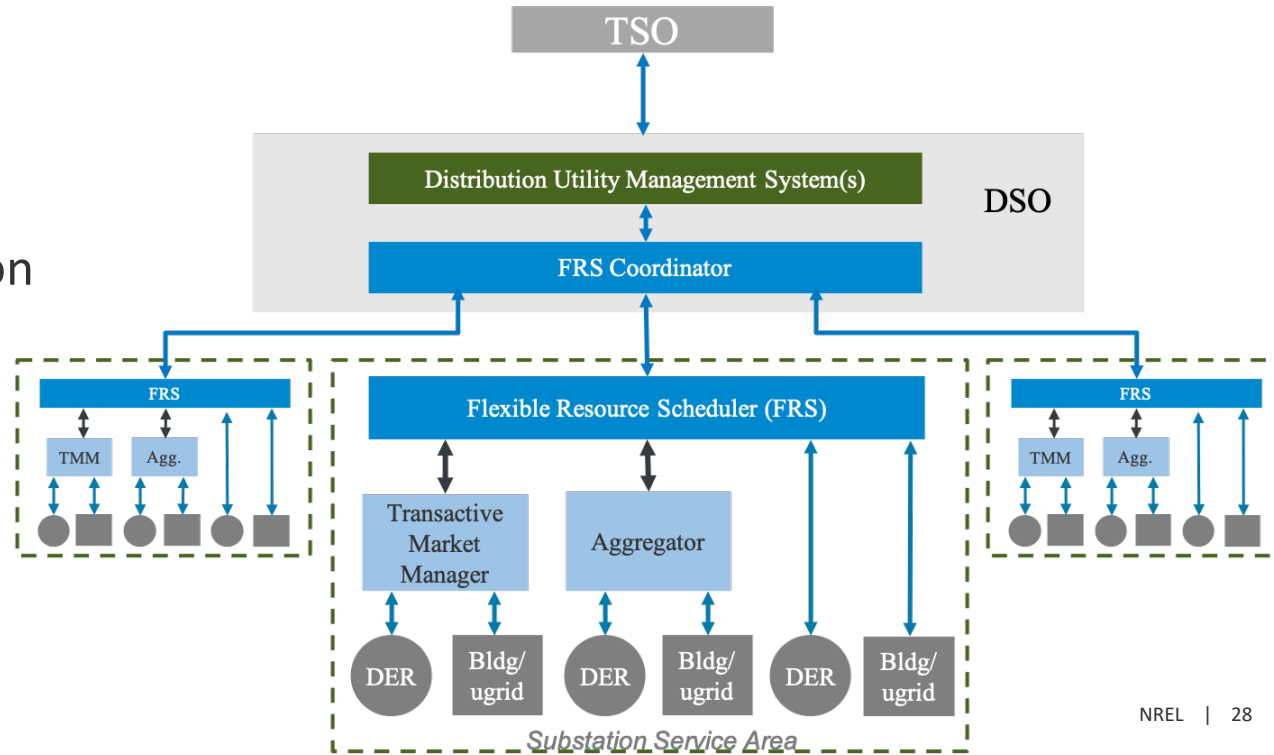 TSO
Distribution Utility Management System(s)
DSO
on
FRS Coordinator
FRS
TMM
Agg.
Flexible Resource Scheduler (FRS)
Transactive
Market
Manager
Aggregator
DER
Bldg/
ugrid
DER
Bldg/
ugrid
DER
Bldg/
ugrid
Substation Service Area
FRS
TMM
Agg.
NREL | 28